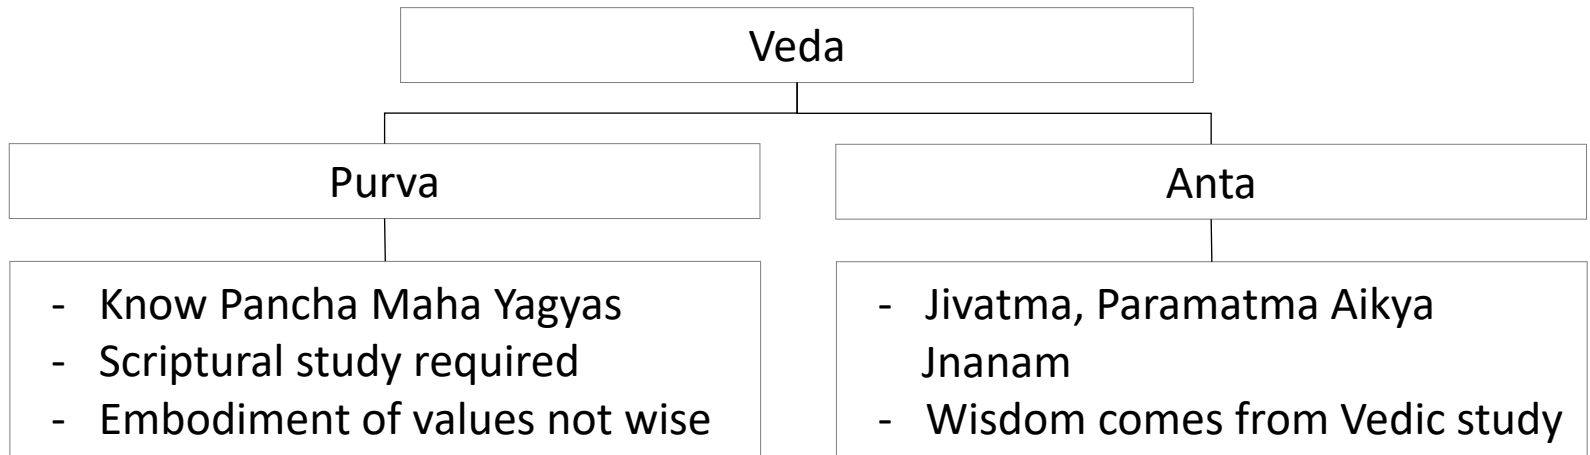 Veda
Purva
Anta
- Know Pancha Maha Yagyas
- Scriptural study required
- Embodiment of values not wise
- Jivatma, Paramatma Aikya
Jnanam
- Wisdom comes from Vedic study